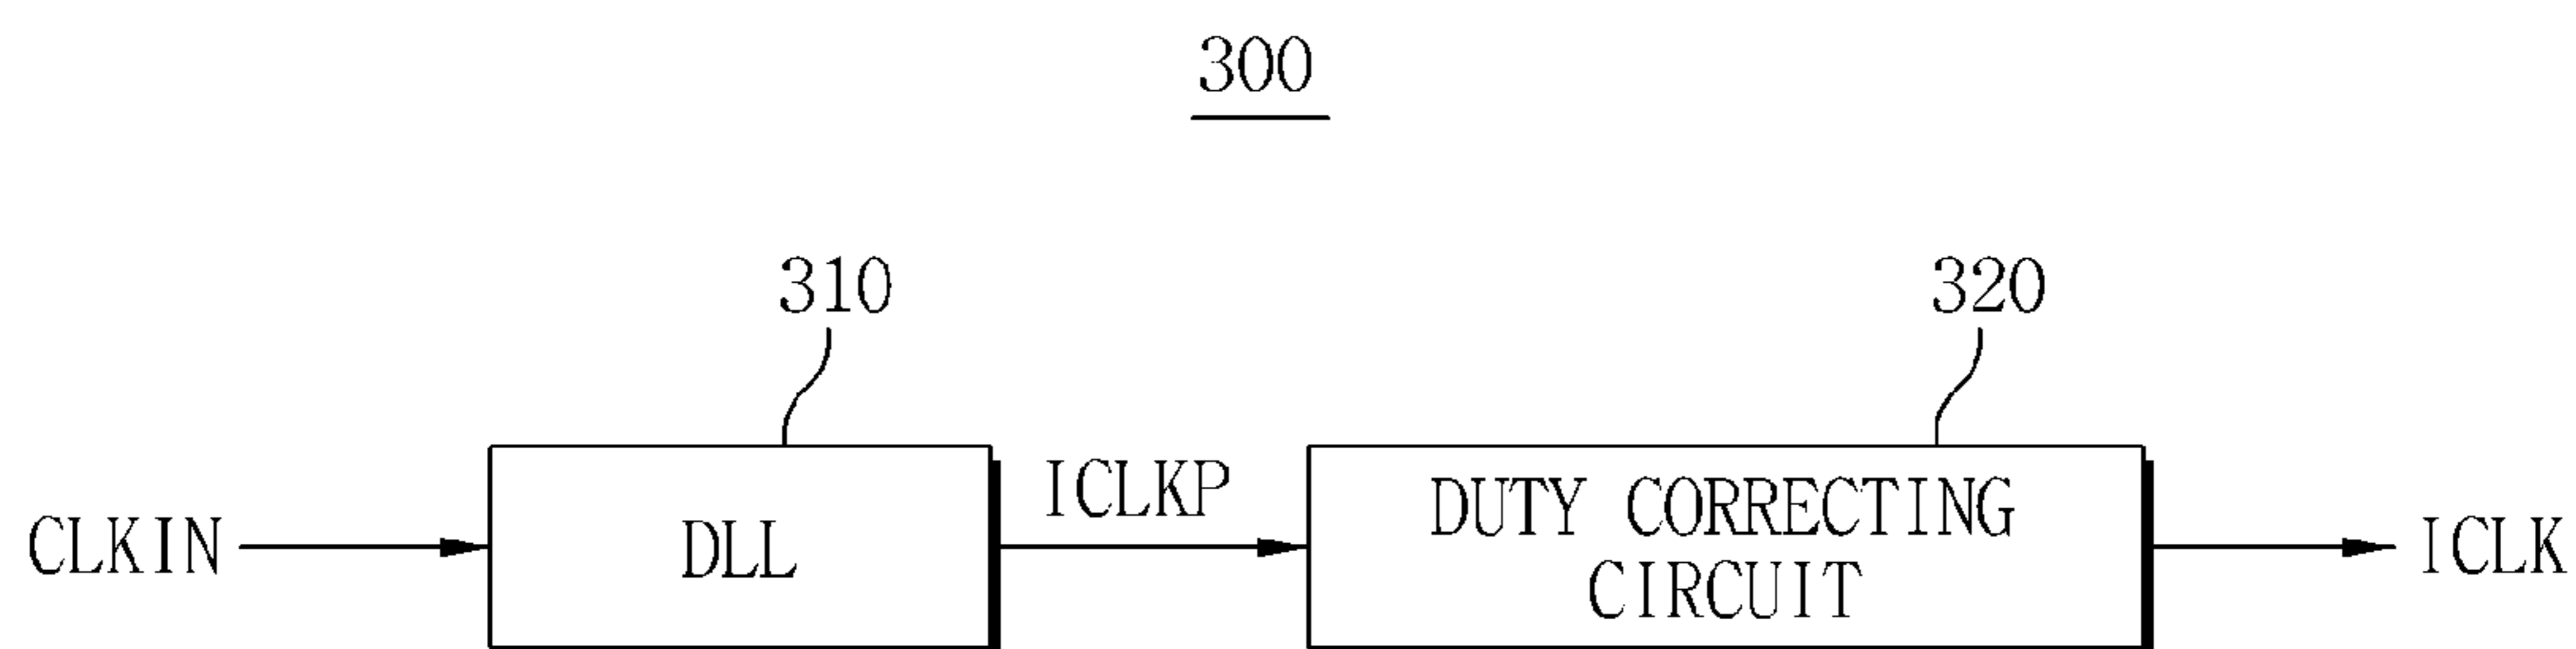 300
310
320
CLKIN
DLL
ICLKP
DUTY CORRECTING
CIRCUIT
ICLK